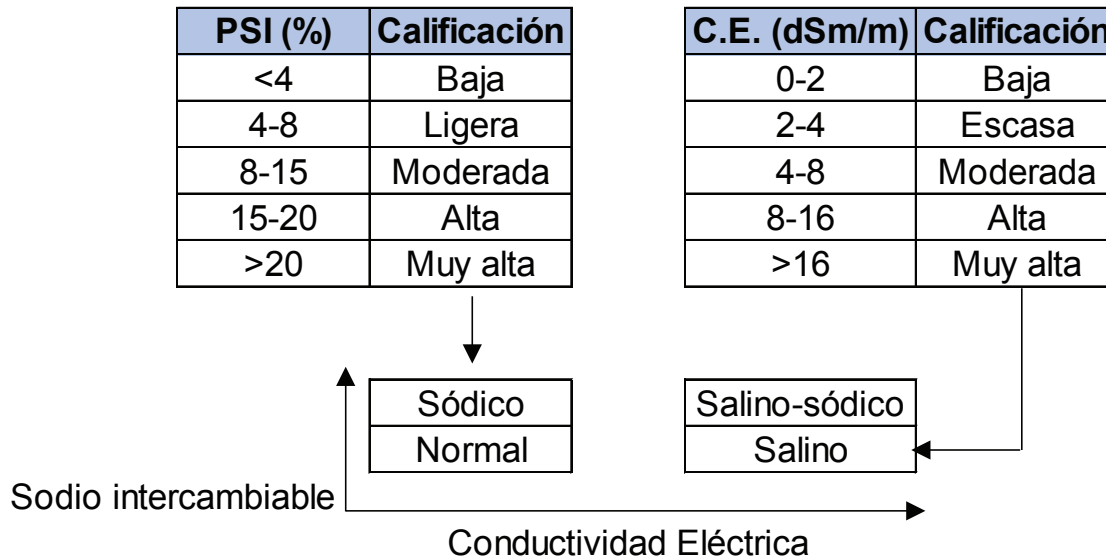 PSI (%) Calificación
<4 Baja
4-8 Ligera
8-15 Moderada
15-20 Alta
>20 Muy alta
C.E. (dSm/m) Calificación
0-2 Baja
2-4 Escasa
4-8 Moderada
8-16 Alta
>16 Muy alta
Sódico
Normal
Salino-sódico
Salino
Sodio intercambiable
Conductividad Eléctrica